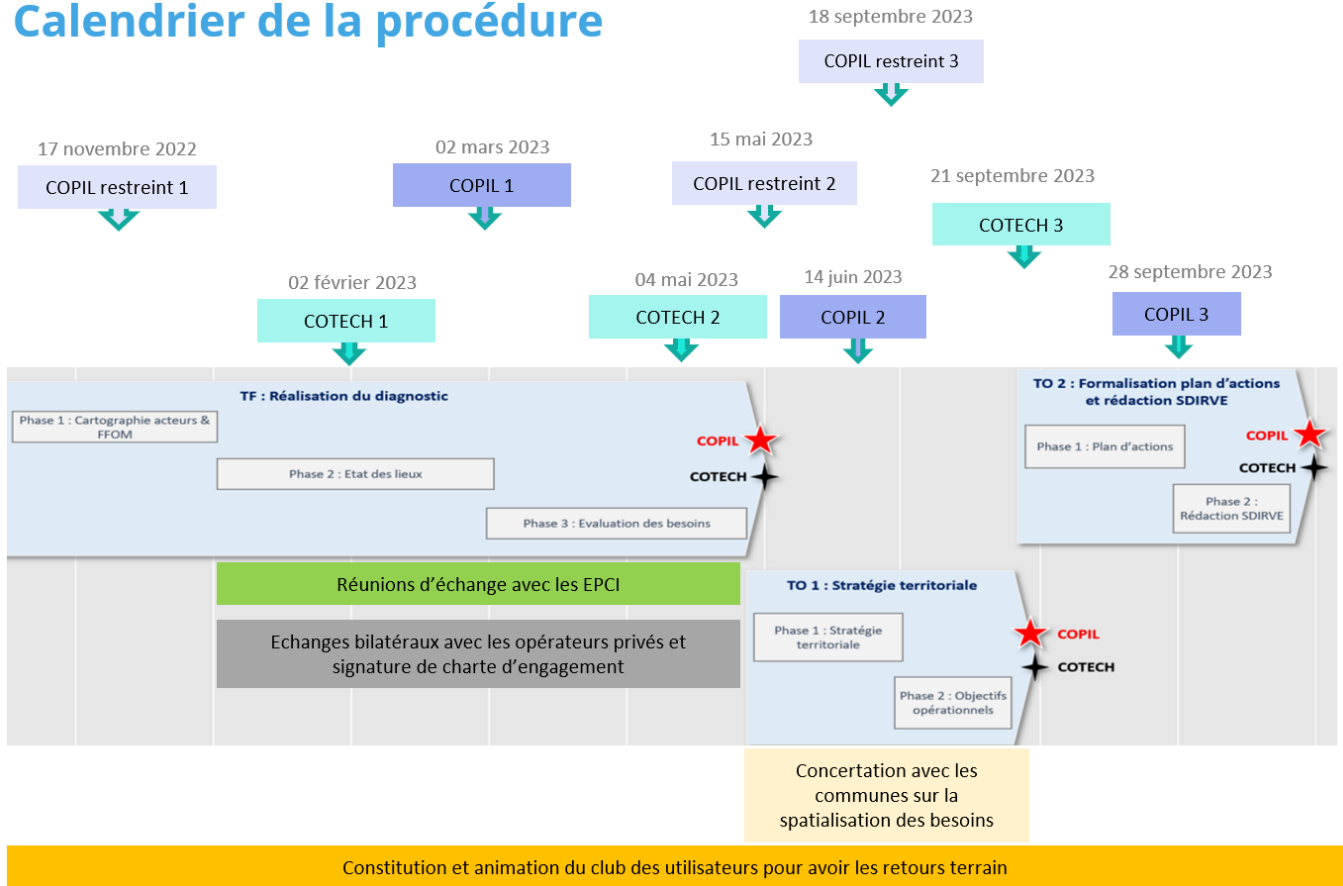 Calendrier de la procédure
18 septembre 2023
COPIL restreint 3
17 novembre 2022
COPIL restreint 1
02 mars 2023
COPIL 1
15 mai 2023
COPIL restreint 2
21 septembre 2023
COTECH 3
02 février 2023
COTECH 1
04 mai 2023
COTECH 2
14 juin 2023
COPIL 2
28 septembre 2023
COPIL 3
TF : Réalisation du diagnostic
Phase 1 : Cartographie acteurs &
FFOM
Phase 2 : Etat des lieux
Phase 3 : Evaluation des besoins
COPIL
COTECH
TO 2 : Formalisation plan d'actions
et rédaction SDIRVE
Phase 1 : Plan d'actions
Phase 2 :
Rédaction SDIRVE
COPIL
COTECH
Réunions d'échange avec les EPCI
Echanges bilatéraux avec les opérateurs privés et
signature de charte d'engagement
TO 1 : Stratégie territoriale
Phase 1 : Stratégie
territoriale
Phase 2 : Objectifs
opérationnels
COPIL
COTECH
Concertation avec les
communes sur la
spatialisation des besoins
Constitution et animation du club des utilisateurs pour avoir les retours terrain